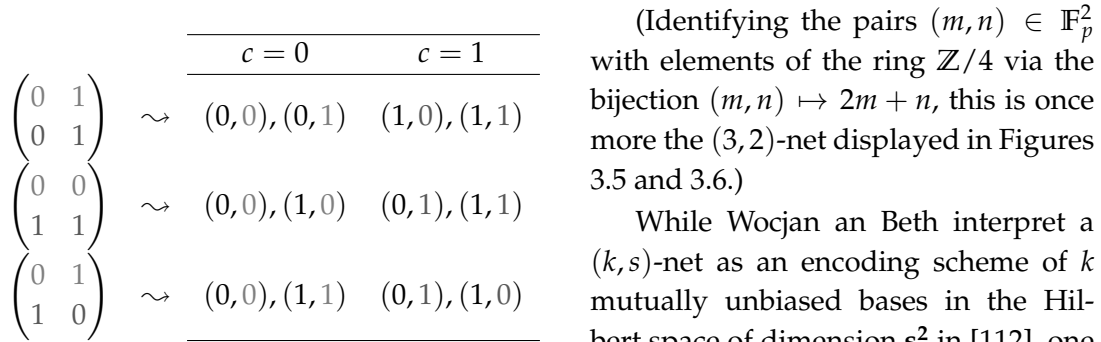 c = 0 c = 1
(0 1
0 1) ⇝ (0, 0), (0, 1) (1, 0), (1, 1)
(0 0
1 1) ⇝ (0, 0), (1, 0) (0, 1), (1, 1)
(0 1
1 0) ⇝ (0, 0), (1, 1) (0, 1), (1, 0)
(Identifying the pairs (m, n) ∈ 𝔽²ₚ
with elements of the ring ℤ/4 via the
bijection (m, n) ↦ 2m + n, this is once
more the (3, 2)-net displayed in Figures
3.5 and 3.6.)
While Wocjan an Beth interpret a
(k, s)-net as an encoding scheme of k
mutually unbiased bases in the Hil-
bert space of dimension s² in [112], one